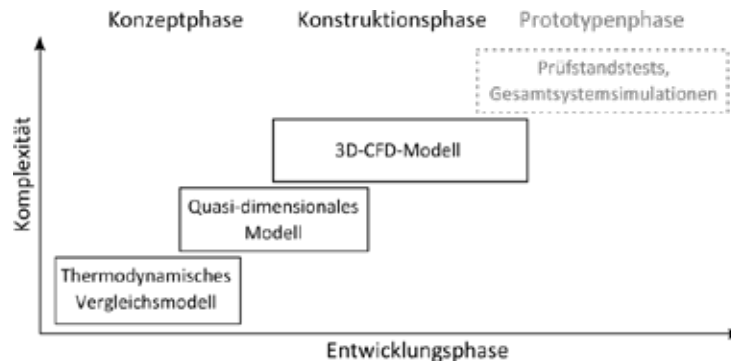 Konzeptphase Konstruktionsphase Prototypenphase
Prüfstandstests,
Gesamtsystemsimulationen
3D-CFD-Modell
Quasi-dimensionales
Modell
Thermodynamisches
Vergleichsmodell
Komplexität
Entwicklungsphase